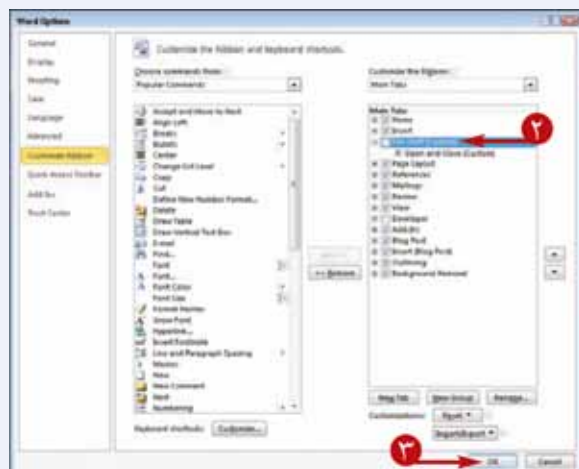 Word Options
General
Display
Proofing
Save
Language
Advanced
Customize Ribbon
Quick Access Toolbar
Add-Ins
Trust Center
Customize the Ribbon and keyboard shortcuts.
Choose commands from:
Popular Commands
Accept and Move to Next
Align Left
Breaks
Bullets
Center
Change List Level
Copy
Cut
Define New Number Format...
Delete
Draw Table
Draw Vertical Text Box
E-mail
Find...
Font
Font...
Font Color
Font Size
Format Painter
Grow Font
Hyperlink...
Insert Footnote
Line and Paragraph Spacing
Macros
New
New Comment
Next
Numbering
Keyboard shortcuts: Customize...
<< Remove
Customize the Ribbon:
Main Tabs
Main Tabs
Home
Insert
(Custom)
Open and Close (Custom)
Page Layout
References
Mailings
Review
View
Developer
Add-Ins
Blog Post
Insert (Blog Post)
Outlining
Background Removal
New Tab New Group Rename...
Customizations: Reset
Import/Export
OK Cancel
٢
٣